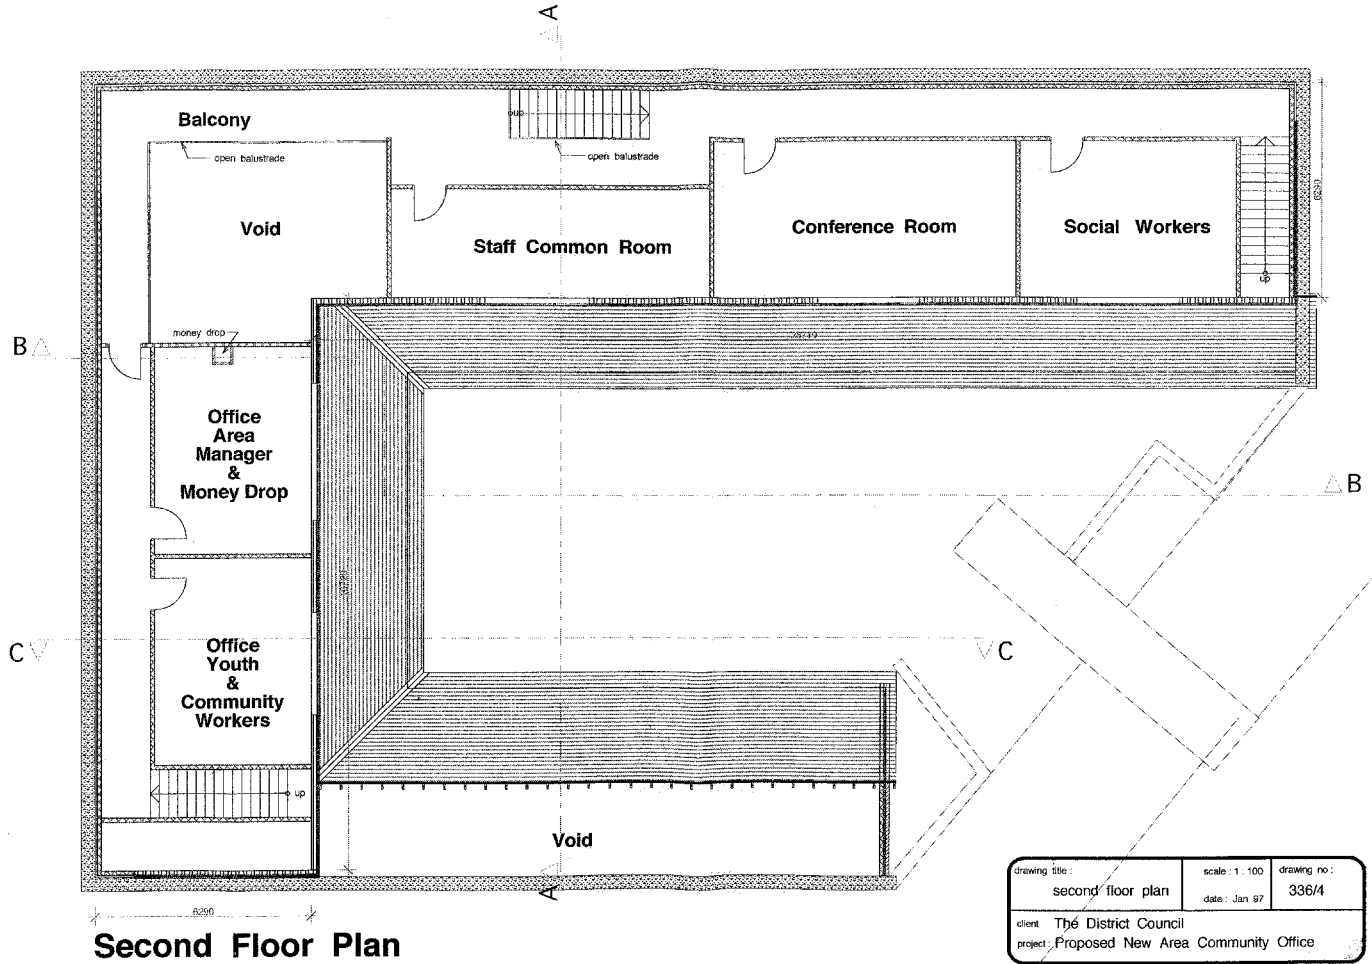 A
Balcony
open balustrade
up
open balustrade
Void
Staff Common Room
Conference Room
Social Workers
up
6290
money drop
B
Office
Area
Manager
&
Money Drop
B
C
Office
Youth
&
Community
Workers
C
up
Void
A
6290
Second Floor Plan
drawing title :
second floor plan
scale : 1 : 100
date : Jan 97
drawing no :
336/4
client The District Council
project : Proposed New Area Community Office